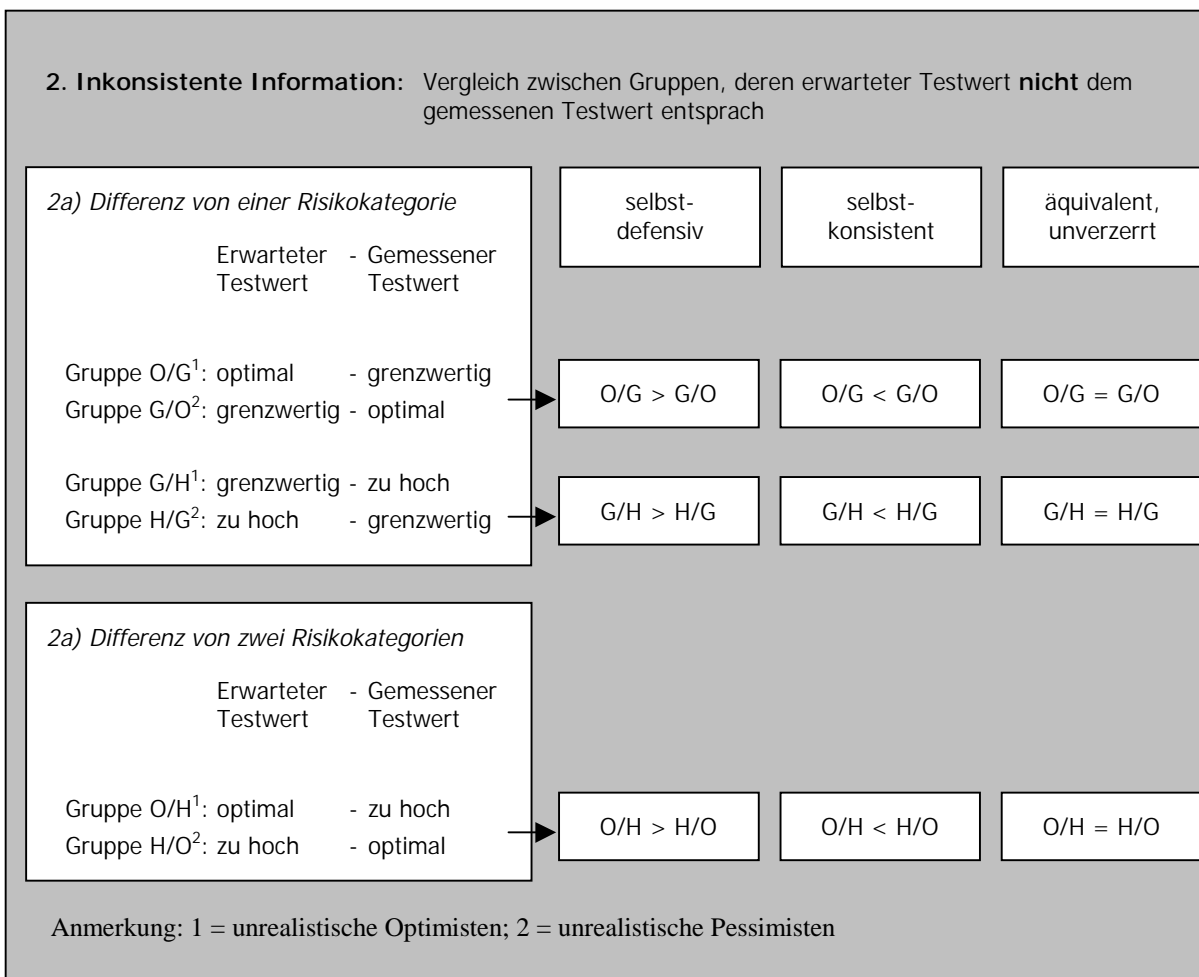 2. Inkonsistente Information: Vergleich zwischen Gruppen, deren erwarteter Testwert nicht dem
gemessenen Testwert entsprach
2a) Differenz von einer Risikokategorie
Erwarteter - Gemessener
Testwert Testwert
Gruppe O/G¹: optimal - grenzwertig
Gruppe G/O²: grenzwertig - optimal
Gruppe G/H¹: grenzwertig - zu hoch
Gruppe H/G²: zu hoch - grenzwertig
selbst-
defensiv
selbst-
konsistent
äquivalent,
unverzerrt
O/G > G/O
O/G < G/O
O/G = G/O
G/H > H/G
G/H < H/G
G/H = H/G
2a) Differenz von zwei Risikokategorien
Erwarteter - Gemessener
Testwert Testwert
Gruppe O/H¹: optimal - zu hoch
Gruppe H/O²: zu hoch - optimal
O/H > H/O
O/H < H/O
O/H = H/O
Anmerkung: 1 = unrealistische Optimisten; 2 = unrealistische Pessimisten